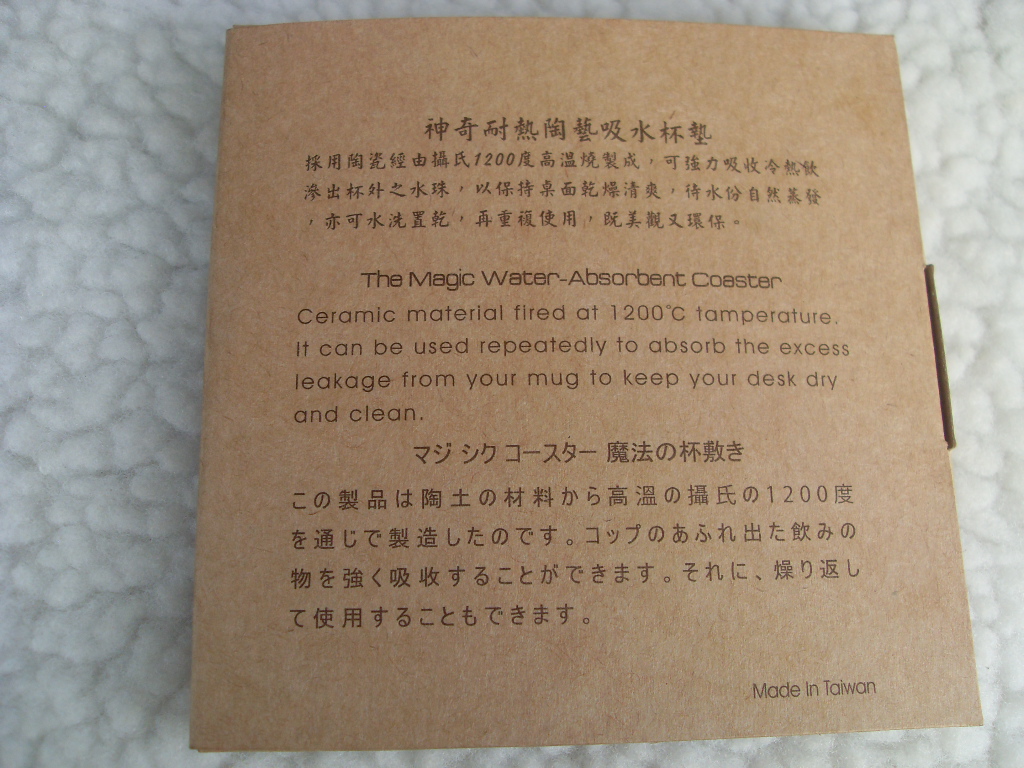 神奇耐熱陶藝吸水杯墊
採用陶瓷經由攝氏1200度高溫燒製成，可強力吸收冷熱飲
滲出杯外之水珠，以保持桌面乾燥清爽，待水份自然蒸發
，亦可水洗置乾，再重複使用，既美觀又環保。
The Magic Water-Absorbent Coaster
Ceramic material fired at 1200℃ tamperature.
It can be used repeatedly to absorb the excess
leakage from your mug to keep your desk dry
and clean.
マジ シク コースター 魔法の杯敷き
この製品は陶土の材料から高溫の攝氏の1200度
を通じで製造したのです。コップのあふれ出た飲みの
物を強く吸收することができます。それに、燥り返し
て使用することもできます。
Made In Taiwan